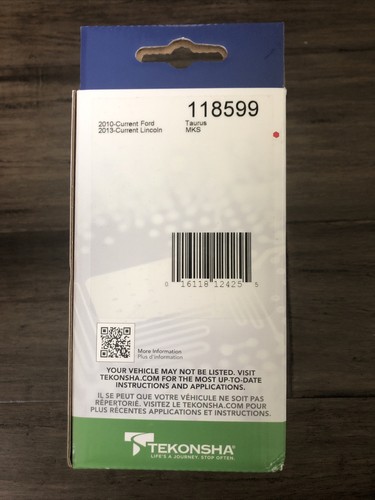 118599
2010-Current Ford Taurus
2013-Current Lincoln MKS
0 16118 12425 5
More Information
Plus d'information
YOUR VEHICLE MAY NOT BE LISTED. VISIT
TEKONSHA.COM FOR THE MOST UP-TO-DATE
INSTRUCTIONS AND APPLICATIONS.
IL SE PEUT QUE VOTRE VÉHICULE NE SOIT PAS
RÉPERTORIÉ. VISITEZ LE TEKONSHA.COM POUR
PLUS RÉCENTES APPLICATIONS ET INSTRUCTIONS.
TEKONSHA®
LIFE'S A JOURNEY. STOP OFTEN.